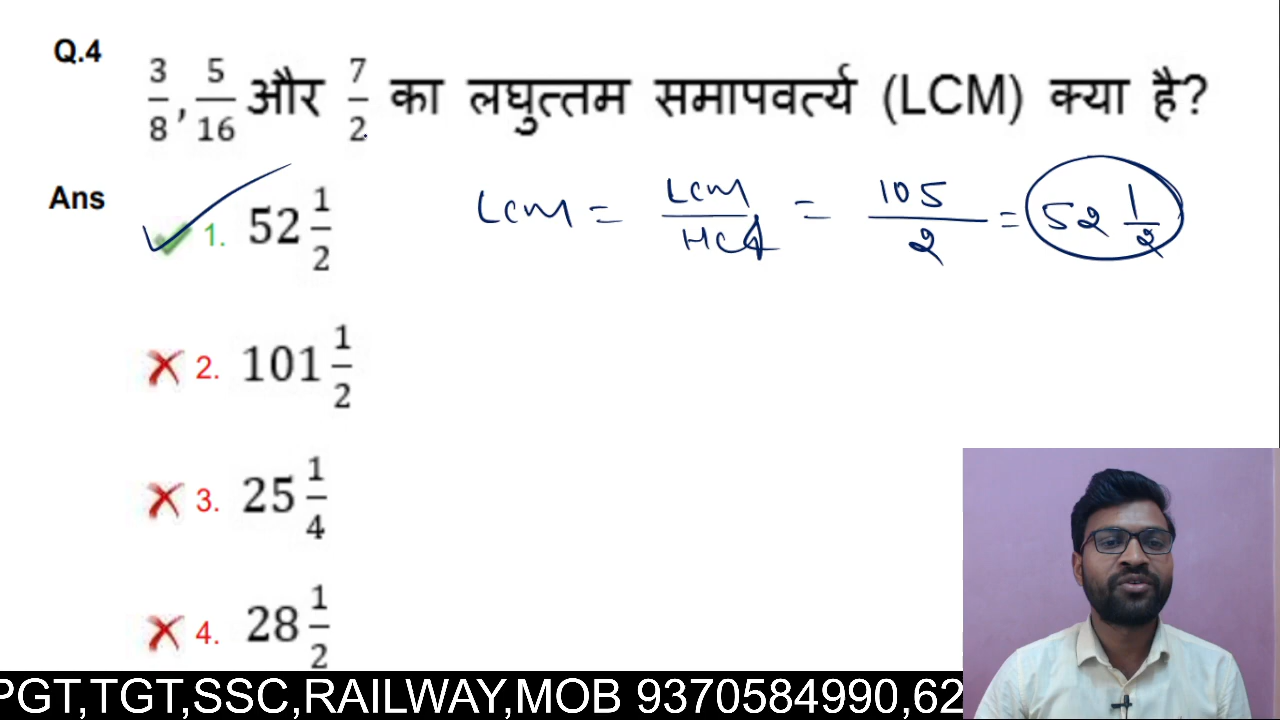 Q.4
3/8, 5/16 और 7/2 का लघुत्तम समापवर्त्य (LCM) क्या है?
Ans
1. 52 1/2
LCM = LCM/HCF = 105/2 = 52 1/2
2. 101 1/2
3. 25 1/4
4. 28 1/2
PGT,TGT,SSC,RAILWAY,MOB 9370584990,62